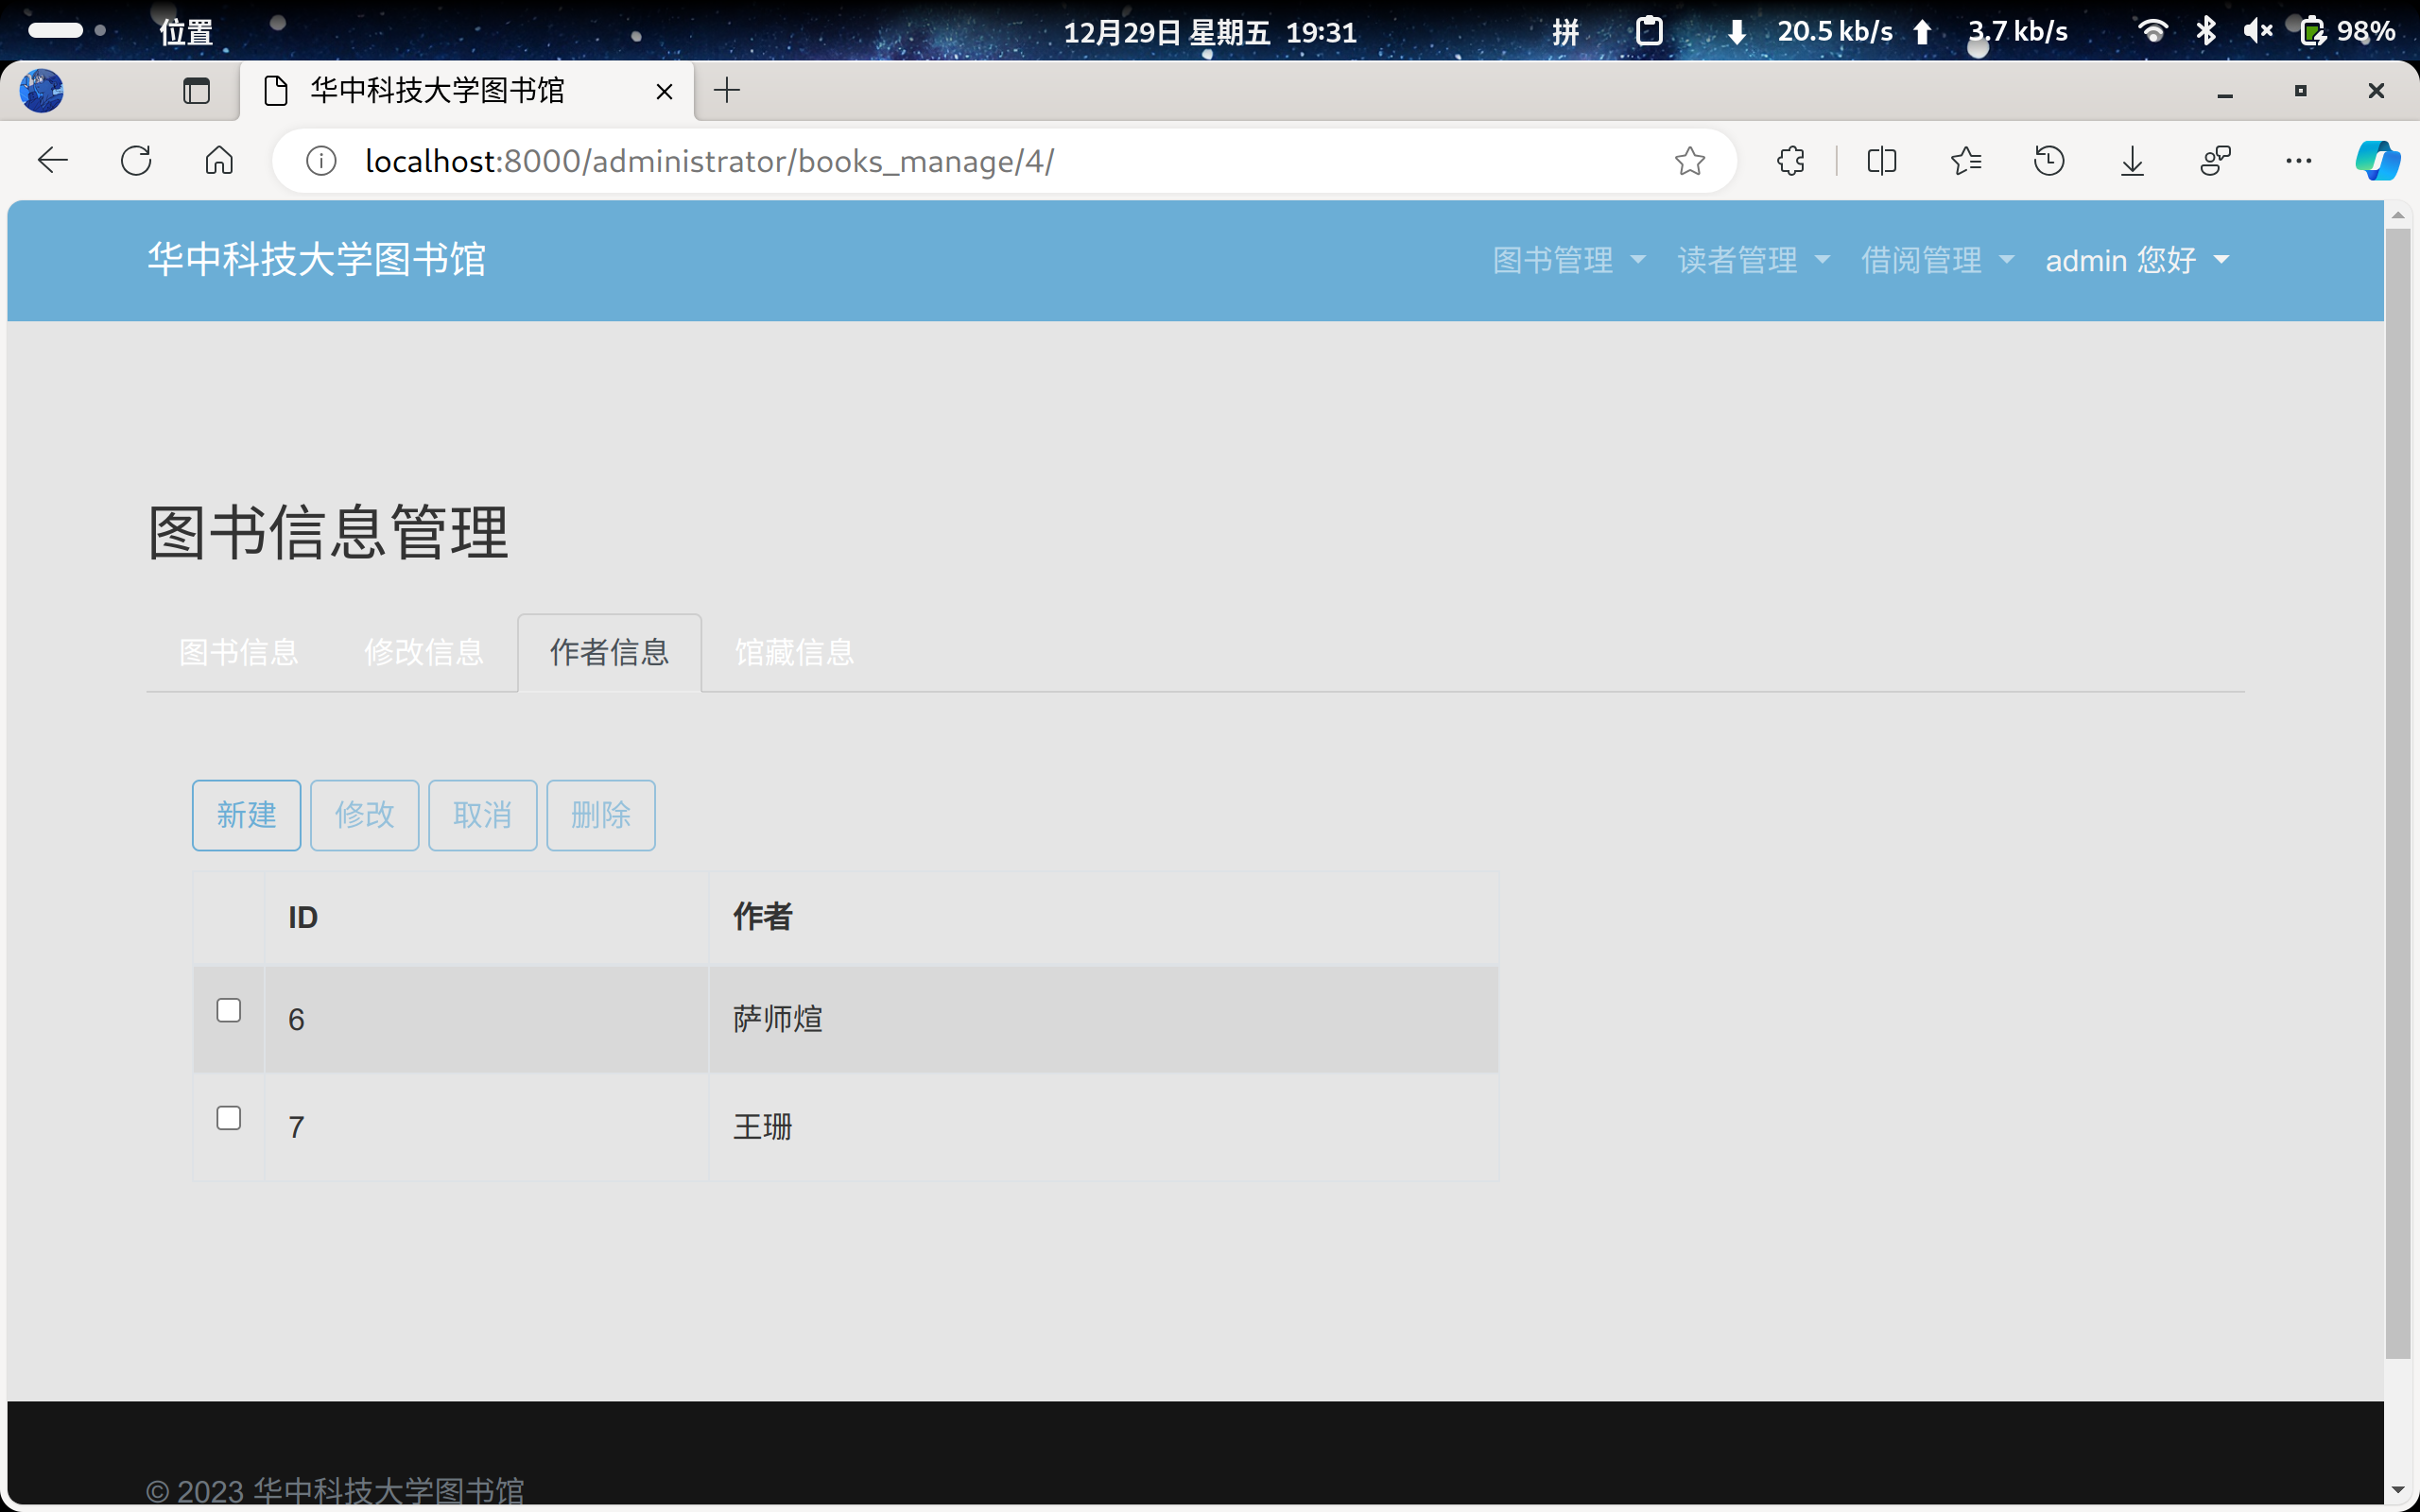 位置 12月29日 星期五 19:31 拼 20.5 kb/s 3.7 kb/s 98%
华中科技大学图书馆
localhost:8000/administrator/books_manage/4/
华中科技大学图书馆 图书管理 读者管理 借阅管理 admin 您好
图书信息管理
图书信息 修改信息 作者信息 馆藏信息
新建 修改 取消 删除
ID 作者
6 萨师煊
7 王珊
© 2023 华中科技大学图书馆